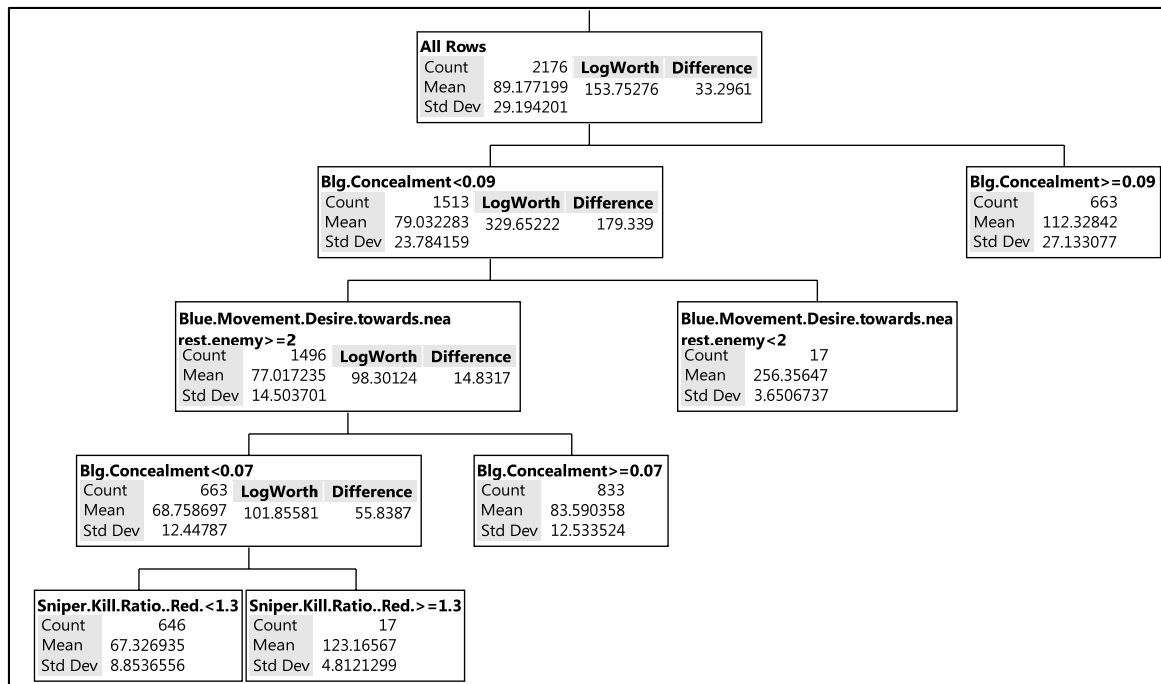 All Rows
Count 2176 LogWorth Difference
Mean 89.177199 153.75276 33.2961
Std Dev 29.194201
Blg.Concealment<0.09
Count 1513 LogWorth Difference
Mean 79.032283 329.65222 179.339
Std Dev 23.784159
Blg.Concealment>=0.09
Count 663
Mean 112.32842
Std Dev 27.133077
Blue.Movement.Desire.towards.nea
rest.enemy>=2
Count 1496 LogWorth Difference
Mean 77.017235 98.30124 14.8317
Std Dev 14.503701
Blue.Movement.Desire.towards.nea
rest.enemy<2
Count 17
Mean 256.35647
Std Dev 3.6506737
Blg.Concealment<0.07
Count 663 LogWorth Difference
Mean 68.758697 101.85581 55.8387
Std Dev 12.44787
Blg.Concealment>=0.07
Count 833
Mean 83.590358
Std Dev 12.533524
Sniper.Kill.Ratio..Red.<1.3
Count 646
Mean 67.326935
Std Dev 8.8536556
Sniper.Kill.Ratio..Red.>=1.3
Count 17
Mean 123.16567
Std Dev 4.8121299